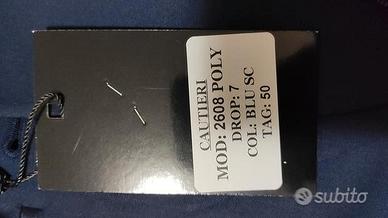 CAUTIERI
MOD: 2608 POLY
DROP: 7
COL: BLU SC
TAG: 50
subito